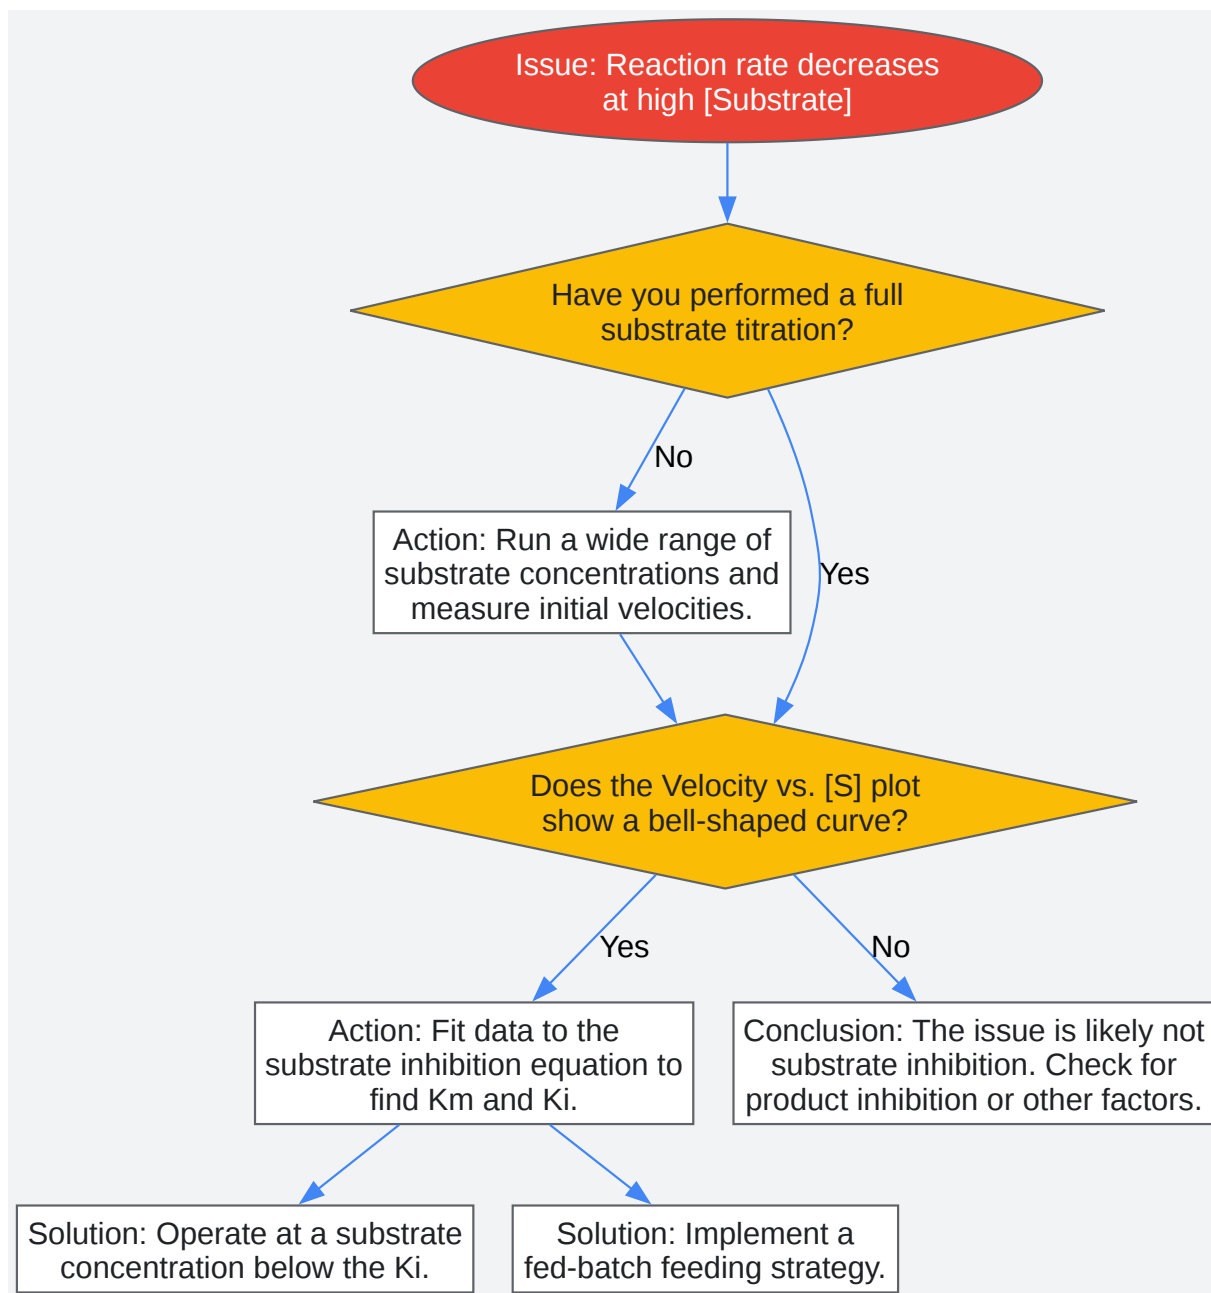 Issue: Reaction rate decreases
at high [Substrate]
Have you performed a full
substrate titration?
No
Action: Run a wide range of
substrate concentrations and
measure initial velocities.
Yes
Does the Velocity vs. [S] plot
show a bell-shaped curve?
Yes
No
Action: Fit data to the
substrate inhibition equation to
find Km and Ki.
Conclusion: The issue is likely not
substrate inhibition. Check for
product inhibition or other factors.
Solution: Operate at a substrate
concentration below the Ki.
Solution: Implement a
fed-batch feeding strategy.